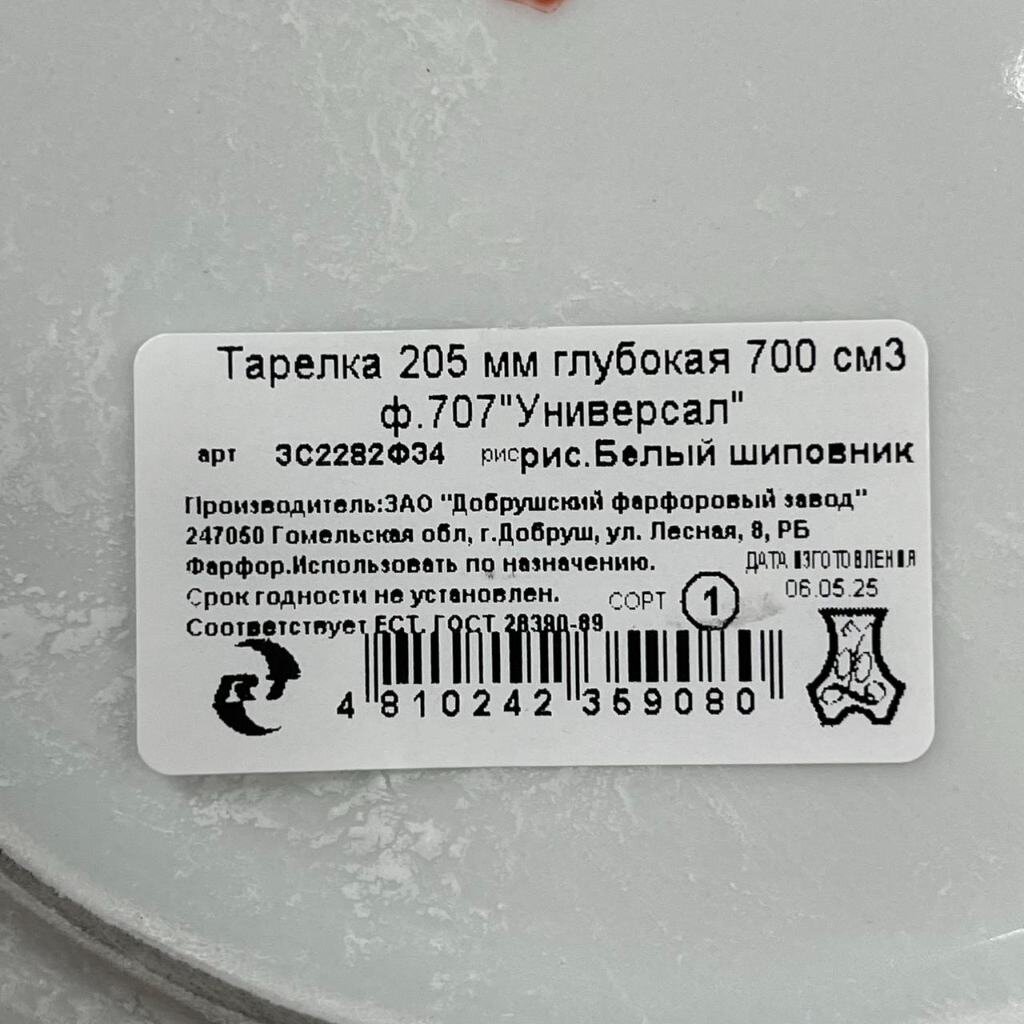 Тарелка 205 мм глубокая 700 см3
ф.707"Универсал"
арт 3С2282Ф34 рисрис.Белый шиповник
Производитель:ЗАО "Добрушский фарфоровый завод"
247050 Гомельская обл, г.Добруш, ул. Лесная, 8, РБ
Фарфор.Использовать по назначению.
ДАТА ИЗГОТОВЛЕНИЯ
Срок годности не установлен.
СОРТ 1
06.05.25
Соответствует ЕСТ, ГОСТ 28390-89
4 810242 369080